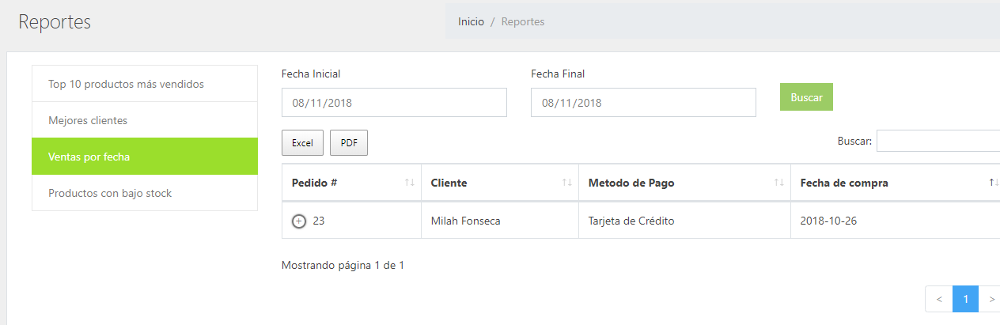 Reportes
Inicio / Reportes
Top 10 productos más vendidos
Mejores clientes
Ventas por fecha
Productos con bajo stock
Fecha Inicial
08/11/2018
Fecha Final
08/11/2018
Buscar
Excel
PDF
Buscar:
Pedido # Cliente Metodo de Pago Fecha de compra
23 Milah Fonseca Tarjeta de Crédito 2018-10-26
Mostrando página 1 de 1
< 1 >